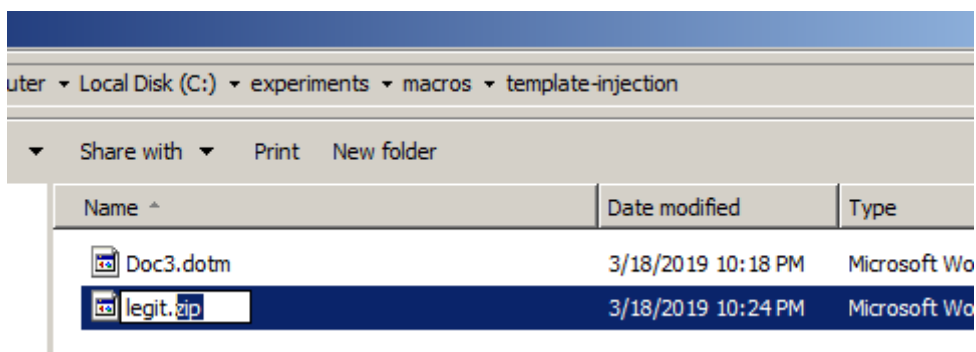 uter Local Disk (C:) experiments macros template-injection
Share with Print New folder
Name Date modified Type
Doc3.dotm 3/18/2019 10:18 PM Microsoft Wo
legit.zip 3/18/2019 10:24 PM Microsoft Wo